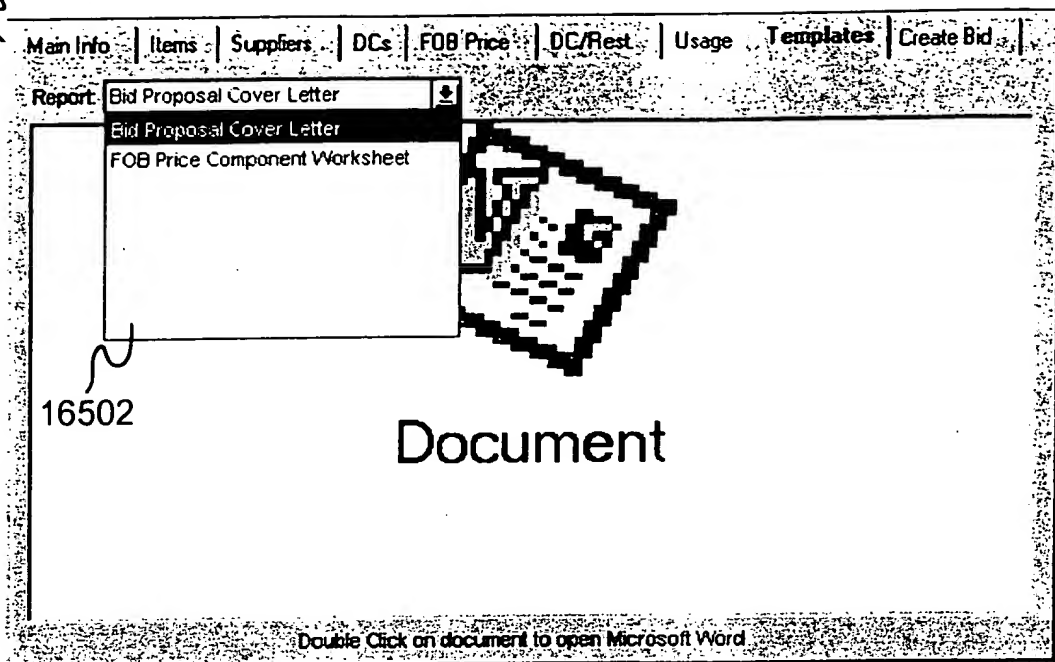 Main Info Items Suppliers DCs FOB Price DC/Rest. Usage Templates Create Bid
Report: Bid Proposal Cover Letter
Bid Proposal Cover Letter
FOB Price Component Worksheet
16502
Document
Double Click on document to open Microsoft Word